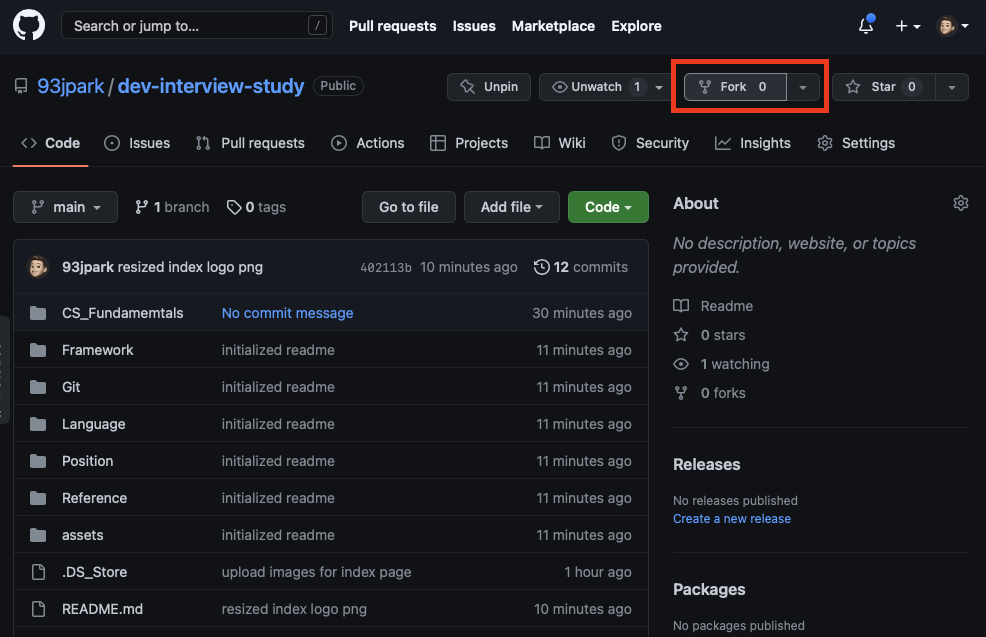 Search or jump to... /
Pull requests Issues Marketplace Explore
93jpark / dev-interview-study Public
Unpin Unwatch 1 Fork 0 Star 0
Code Issues Pull requests Actions Projects Wiki Security Insights Settings
main 1 branch 0 tags Go to file Add file Code
93jpark resized index logo png 402113b 10 minutes ago 12 commits
CS_Fundamemtals No commit message 30 minutes ago
Framework initialized readme 11 minutes ago
Git initialized readme 11 minutes ago
Language initialized readme 11 minutes ago
Position initialized readme 11 minutes ago
Reference initialized readme 11 minutes ago
assets initialized readme 11 minutes ago
.DS_Store upload images for index page 1 hour ago
README.md resized index logo png 10 minutes ago
About
No description, website, or topics
provided.
Readme
0 stars
1 watching
0 forks
Releases
No releases published
Create a new release
Packages
No packages published